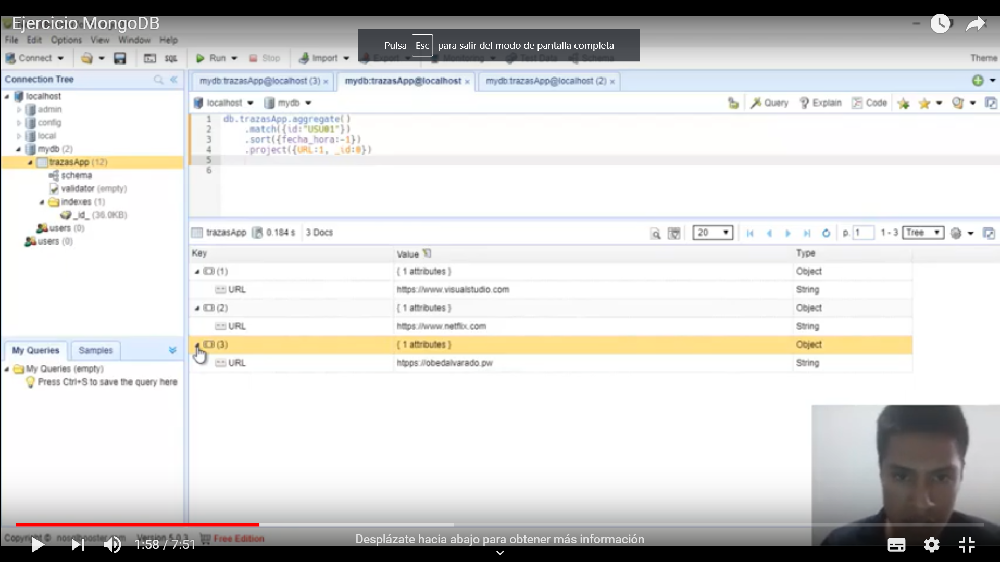 Ejercicio MongoDB
File Edit Options View Window Help
Pulsa Esc para salir del modo de pantalla completa
Connect Run Stop Import Export Monitoring Test Data Schema Theme
Connection Tree
mydb:trazasApp@localhost (3) × mydb:trazasApp@localhost × mydb:trazasApp@localhost (2) ×
localhost
admin
config
local
mydb (2)
trazasApp (12)
schema
validator (empty)
indexes (1)
_id_ (36.0KB)
users (0)
users (0)
localhost mydb Query Explain Code
1 db.trazasApp.aggregate()
2 .match({id:"USU01"})
3 .sort({fecha_hora:-1})
4 .project({URL:1, _id:0})
5
6
trazasApp 0.184 s 3 Docs 20 p. 1 1 - 3 Tree
Key Value Type
(1) { 1 attributes } Object
URL https://www.visualstudio.com String
(2) { 1 attributes } Object
URL https://www.netflix.com String
(3) { 1 attributes } Object
URL htpps://obedalvarado.pw String
My Queries Samples
My Queries (empty)
Press Ctrl+S to save the query here
Copyright © nosqlbooster.com Version 5.0.3 Free Edition
1:58 / 7:51
Desplázate hacia abajo para obtener más información